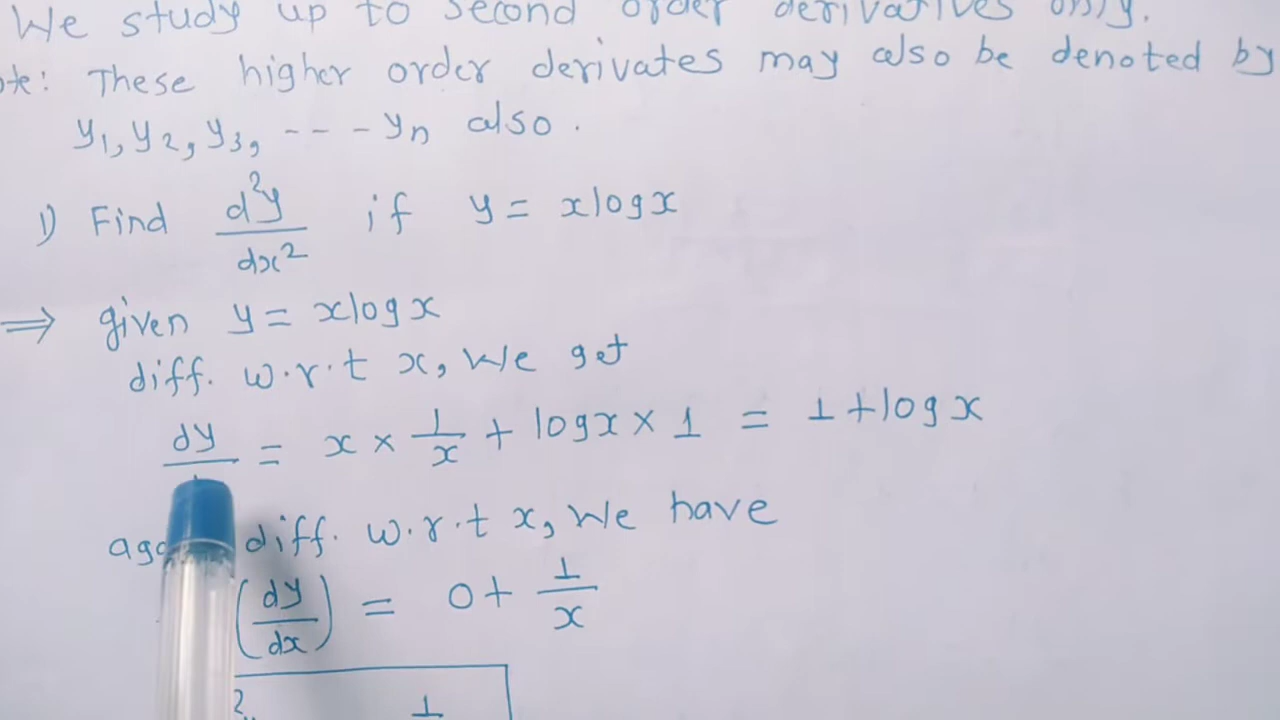 We study up to second order derivatives only.
These higher order derivates may also be denoted by
y₁, y₂, y₃, ---- yₙ also.
1) Find d²y/dx² if y = xlogx
⇒ given y = xlogx
diff. w.r.t x, We get
dy = x × 1/x + logx × 1 = 1 + logx
diff. w.r.t x, We have
(dy/dx) = 0 + 1/x
2 1